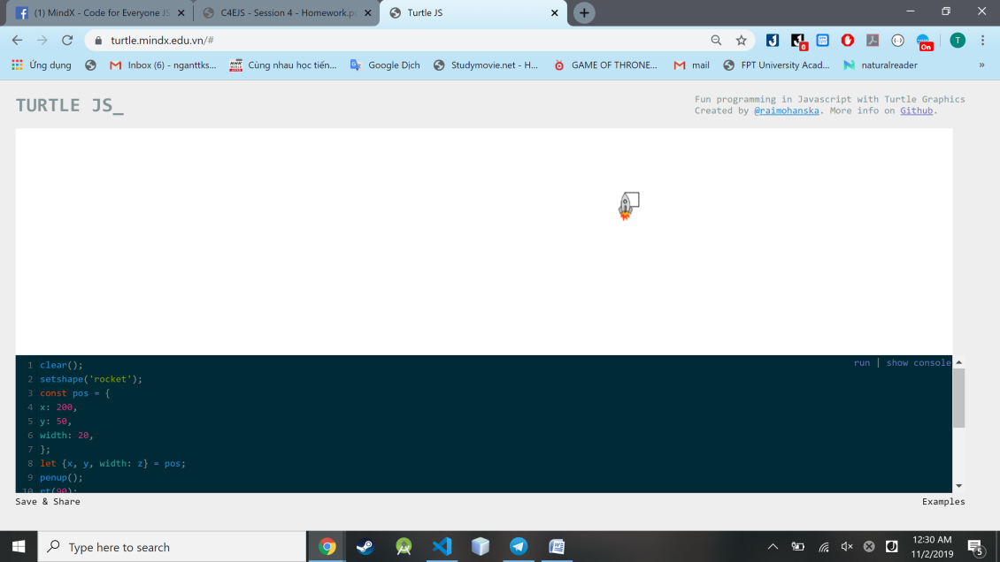 (1) MindX - Code for Everyone JS
C4EJS - Session 4 - Homework.p
Turtle JS
turtle.mindx.edu.vn/#
0
On
T
Ứng dụng
Inbox (6) - nganttks...
Cùng nhau học tiến...
Google Dịch
Studymovie.net - H...
GAME OF THRONE...
mail
FPT University Acad...
naturalreader
»
TURTLE JS_
Fun programming in Javascript with Turtle Graphics
Created by @raimohanska. More info on Github.
run | show console
1 clear();
2 setshape('rocket');
3 const pos = {
4 x: 200,
5 y: 50,
6 width: 20,
7 };
8 let {x, y, width: z} = pos;
9 penup();
10 rt(90);
Save & Share
Examples
Type here to search
12:30 AM
11/2/2019
5